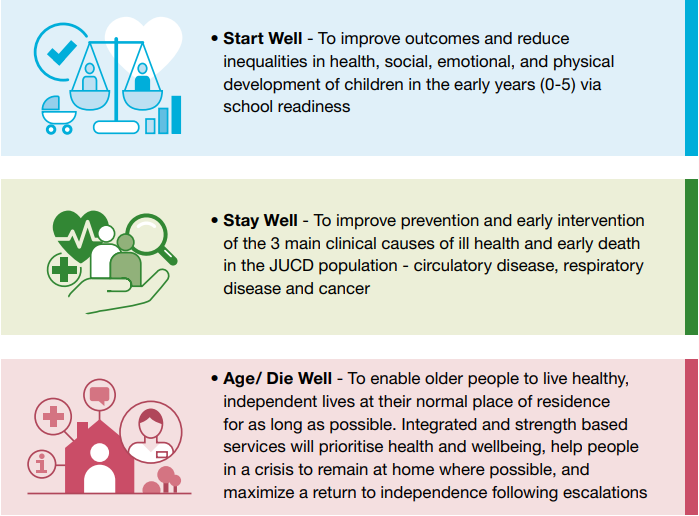 • Start Well - To improve outcomes and reduce
inequalities in health, social, emotional, and physical
development of children in the early years (0-5) via
school readiness
• Stay Well - To improve prevention and early intervention
of the 3 main clinical causes of ill health and early death
in the JUCD population - circulatory disease, respiratory
disease and cancer
• Age/ Die Well - To enable older people to live healthy,
independent lives at their normal place of residence
for as long as possible. Integrated and strength based
services will prioritise health and wellbeing, help people
in a crisis to remain at home where possible, and
maximize a return to independence following escalations